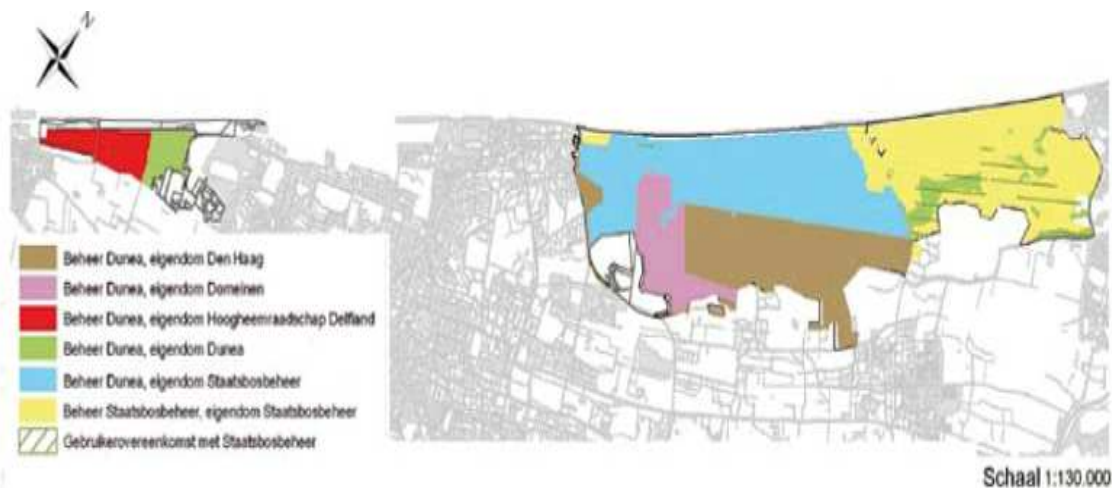 N
Beheer Dunea, eigendom Den Haag
Beheer Dunea, eigendom Domeinen
Beheer Dunea, eigendom Hoogheemraadschap Delfland
Beheer Dunea, eigendom Dunea
Beheer Dunea, eigendom Staatsbosbeheer
Beheer Staatsbosbeheer, eigendom Staatsbosbeheer
Gebruikerovereenkomst met Staatsbosbeheer
Schaal 1:130.000